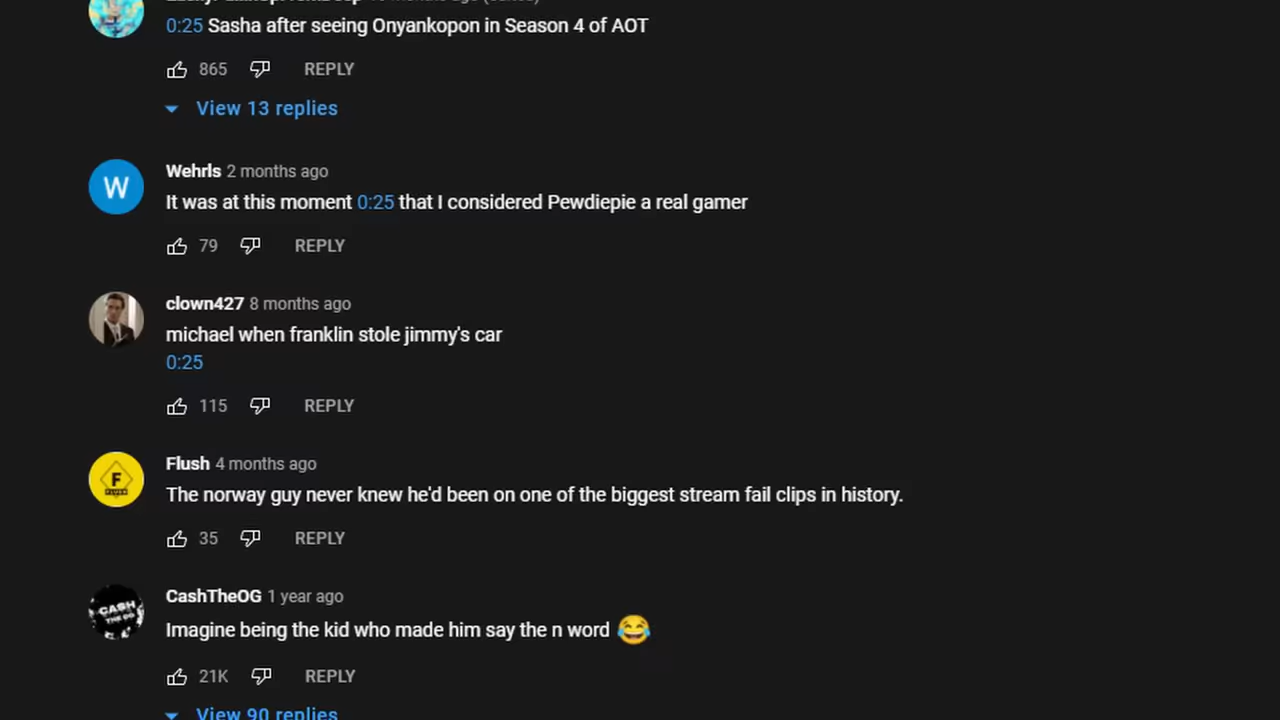 0:25 Sasha after seeing Onyankopon in Season 4 of AOT
865 REPLY
View 13 replies
W
Wehrls 2 months ago
It was at this moment 0:25 that I considered Pewdiepie a real gamer
79 REPLY
clown427 8 months ago
michael when franklin stole jimmy's car
0:25
115 REPLY
F
FLUSH
Flush 4 months ago
The norway guy never knew he'd been on one of the biggest stream fail clips in history.
35 REPLY
CASH
THE OG
CashTheOG 1 year ago
Imagine being the kid who made him say the n word 😂
21K REPLY
View 90 replies